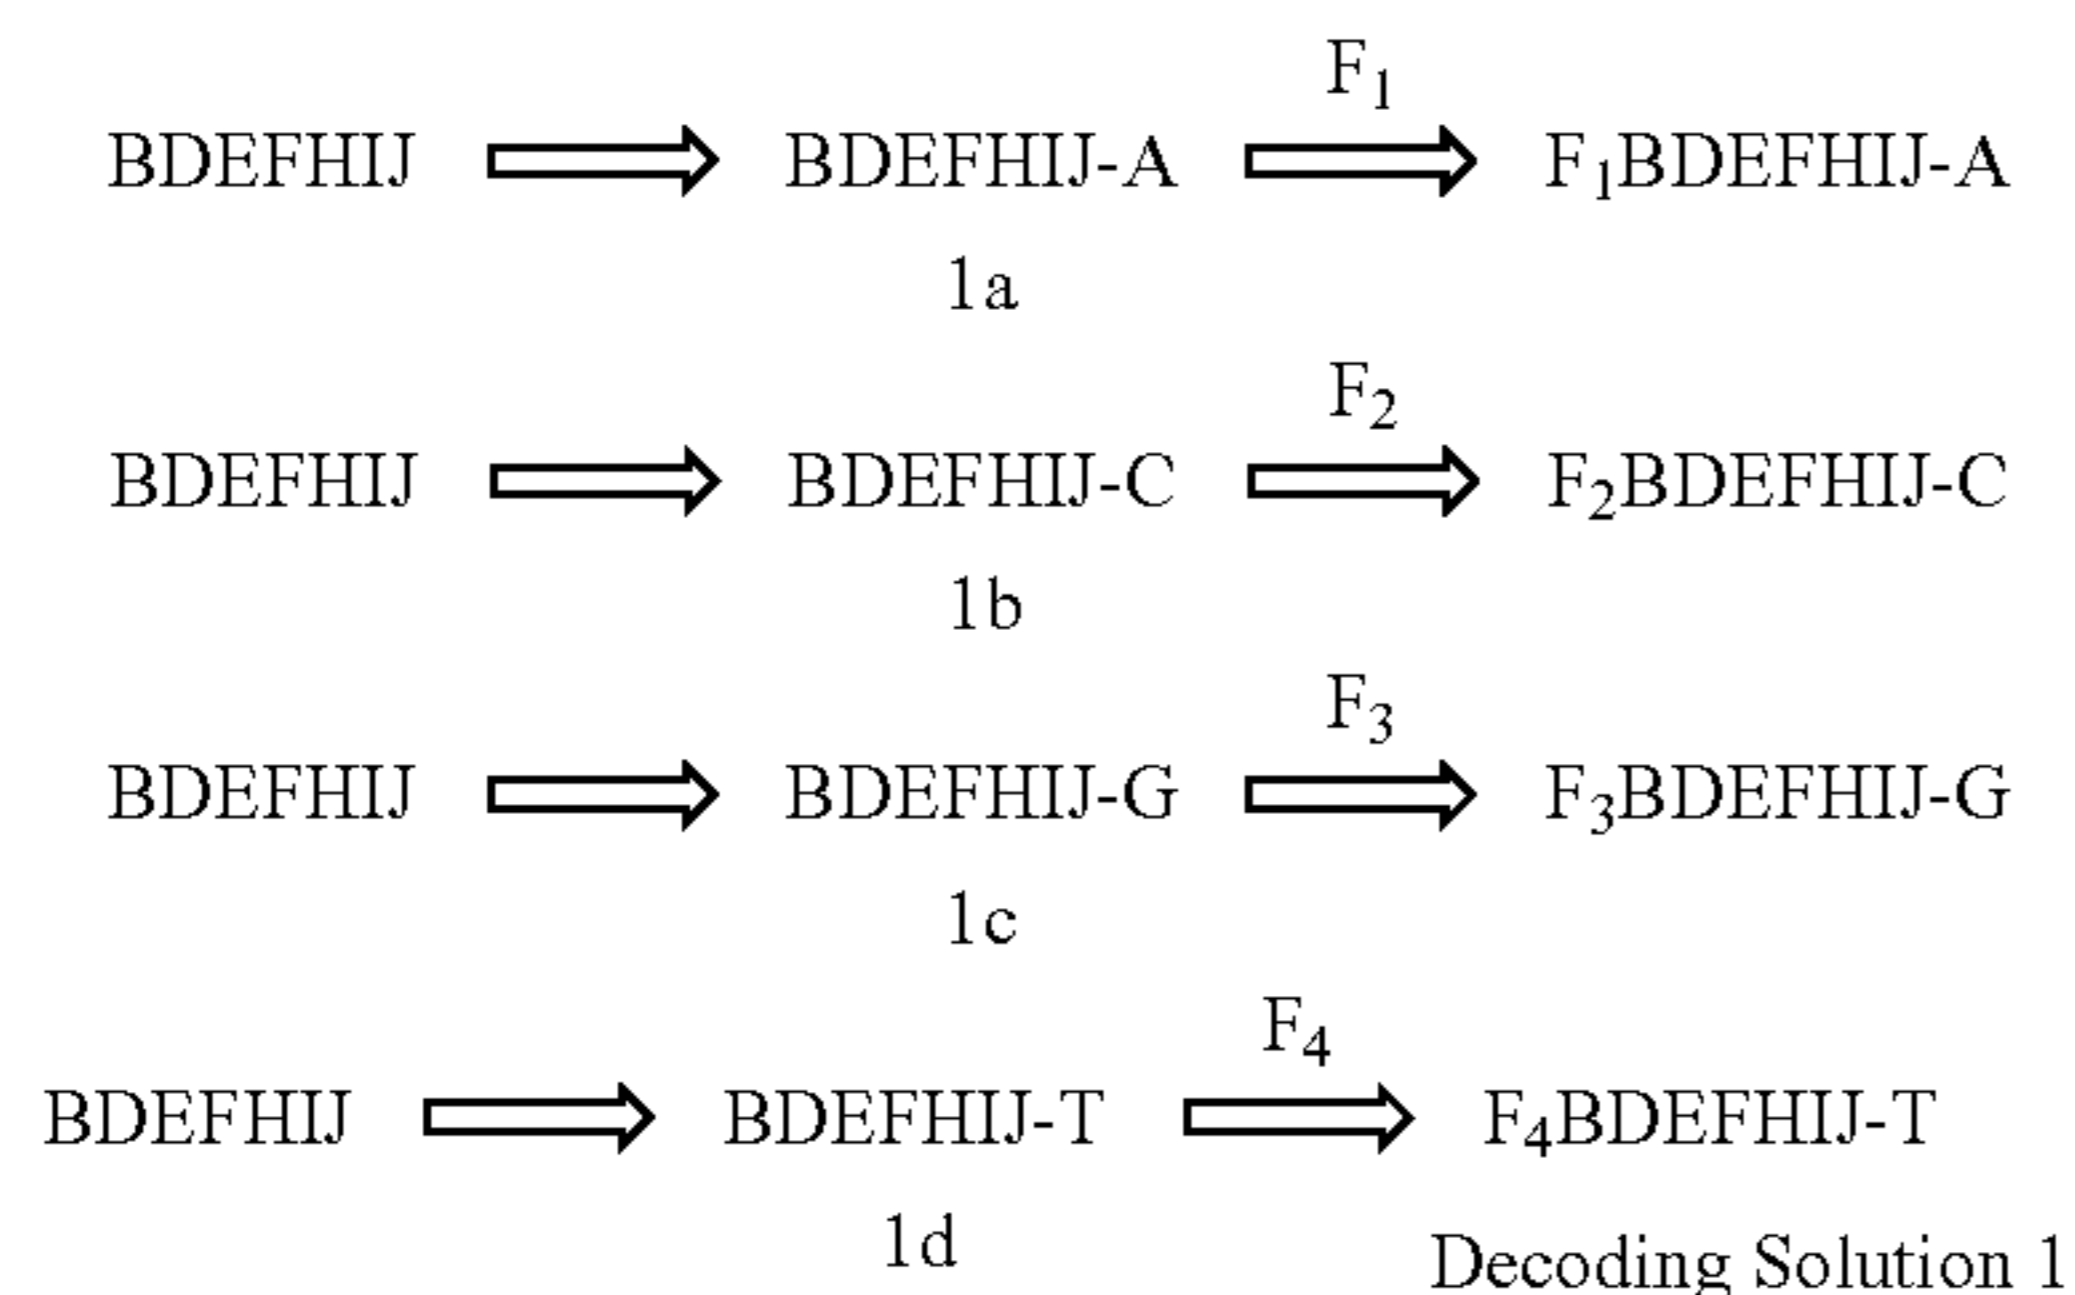 F₁
BDEFHIJ BDEFHIJ-A F₁BDEFHIJ-A
1a
F₂
BDEFHIJ BDEFHIJ-C F₂BDEFHIJ-C
1b
F₃
BDEFHIJ BDEFHIJ-G F₃BDEFHIJ-G
1c
F₄
BDEFHIJ BDEFHIJ-T F₄BDEFHIJ-T
1d
Decoding Solution 1